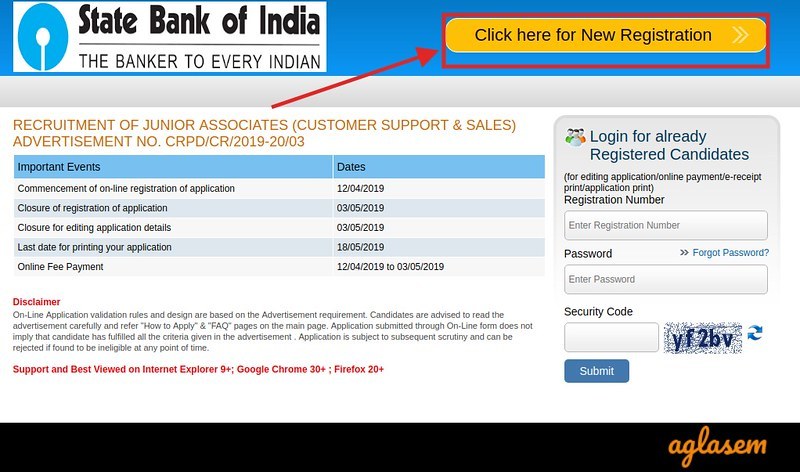 State Bank of India
THE BANKER TO EVERY INDIAN
Click here for New Registration
RECRUITMENT OF JUNIOR ASSOCIATES (CUSTOMER SUPPORT & SALES)
ADVERTISEMENT NO. CRPD/CR/2019-20/03
Important Events Dates
Commencement of on-line registration of application 12/04/2019
Closure of registration of application 03/05/2019
Closure for editing application details 03/05/2019
Last date for printing your application 18/05/2019
Online Fee Payment 12/04/2019 to 03/05/2019
Disclaimer
On-Line Application validation rules and design are based on the Advertisement requirement. Candidates are advised to read the
advertisement carefully and refer "How to Apply" & "FAQ" pages on the main page. Application submitted through On-Line form does not
imply that candidate has fulfilled all the criteria given in the advertisement . Application is subject to subsequent scrutiny and can be
rejected if found to be ineligible at any point of time.
Support and Best Viewed on Internet Explorer 9+; Google Chrome 30+ ; Firefox 20+
Login for already
Registered Candidates
(for editing application/online payment/e-receipt
print/application print)
Registration Number
Enter Registration Number
Password Forgot Password?
Enter Password
Security Code
yf2bv
Submit
aglasem